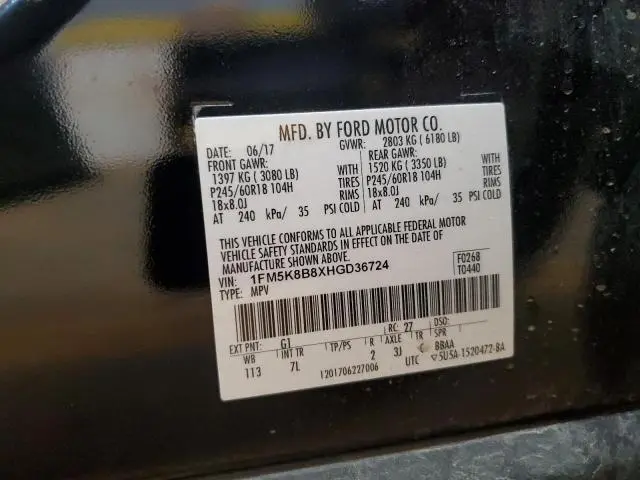 MFD. BY FORD MOTOR CO.
DATE: 06/17 GVWR: 2803 KG ( 6180 LB)
FRONT GAWR: REAR GAWR:
1397 KG ( 3080 LB) WITH 1520 KG ( 3350 LB) WITH
P245/60R18 104H TIRES P245/60R18 104H TIRES
18x8.0J RIMS 18x8.0J RIMS
AT 240 kPa/ 35 PSI COLD AT 240 kPa/ 35 PSI COLD
THIS VEHICLE CONFORMS TO ALL APPLICABLE FEDERAL MOTOR
VEHICLE SAFETY STANDARDS IN EFFECT ON THE DATE OF
MANUFACTURE SHOWN ABOVE.
VIN: 1FM5K8B8XHGD36724 F0268
TYPE: MPV T0440
EXT PNT: G1 RC: 27 DSO:
WB INT TR TP/PS R AXLE TR SPR
113 7L 2 3J BBAA
1201706227006 UTC ▽5U5A-1520472-BA